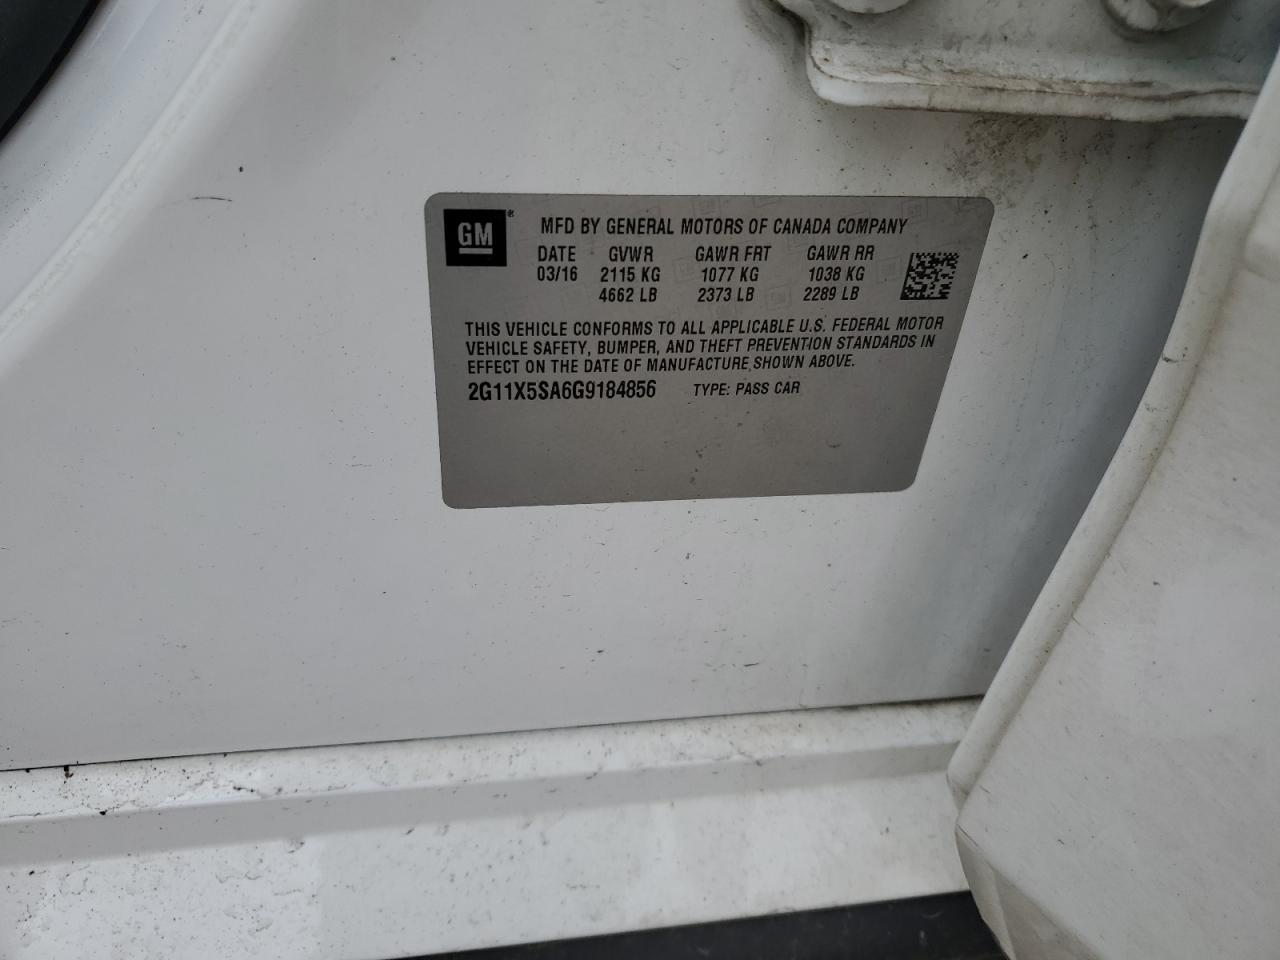 GM® MFD BY GENERAL MOTORS OF CANADA COMPANY
DATE GVWR GAWR FRT GAWR RR
03/16 2115 KG 1077 KG 1038 KG
4662 LB 2373 LB 2289 LB
THIS VEHICLE CONFORMS TO ALL APPLICABLE U.S. FEDERAL MOTOR
VEHICLE SAFETY, BUMPER, AND THEFT PREVENTION STANDARDS IN
EFFECT ON THE DATE OF MANUFACTURE SHOWN ABOVE.
2G11X5SA6G9184856 TYPE: PASS CAR